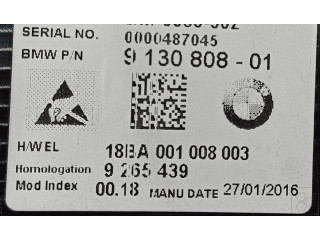 SERIAL NO. 0000487045
BMW P/N 9 130 808 - 01
H/WEL 18BA 001 008 003
Homologation 9 265 439
Mod Index 00.18 MANU DATE 27/01/2016